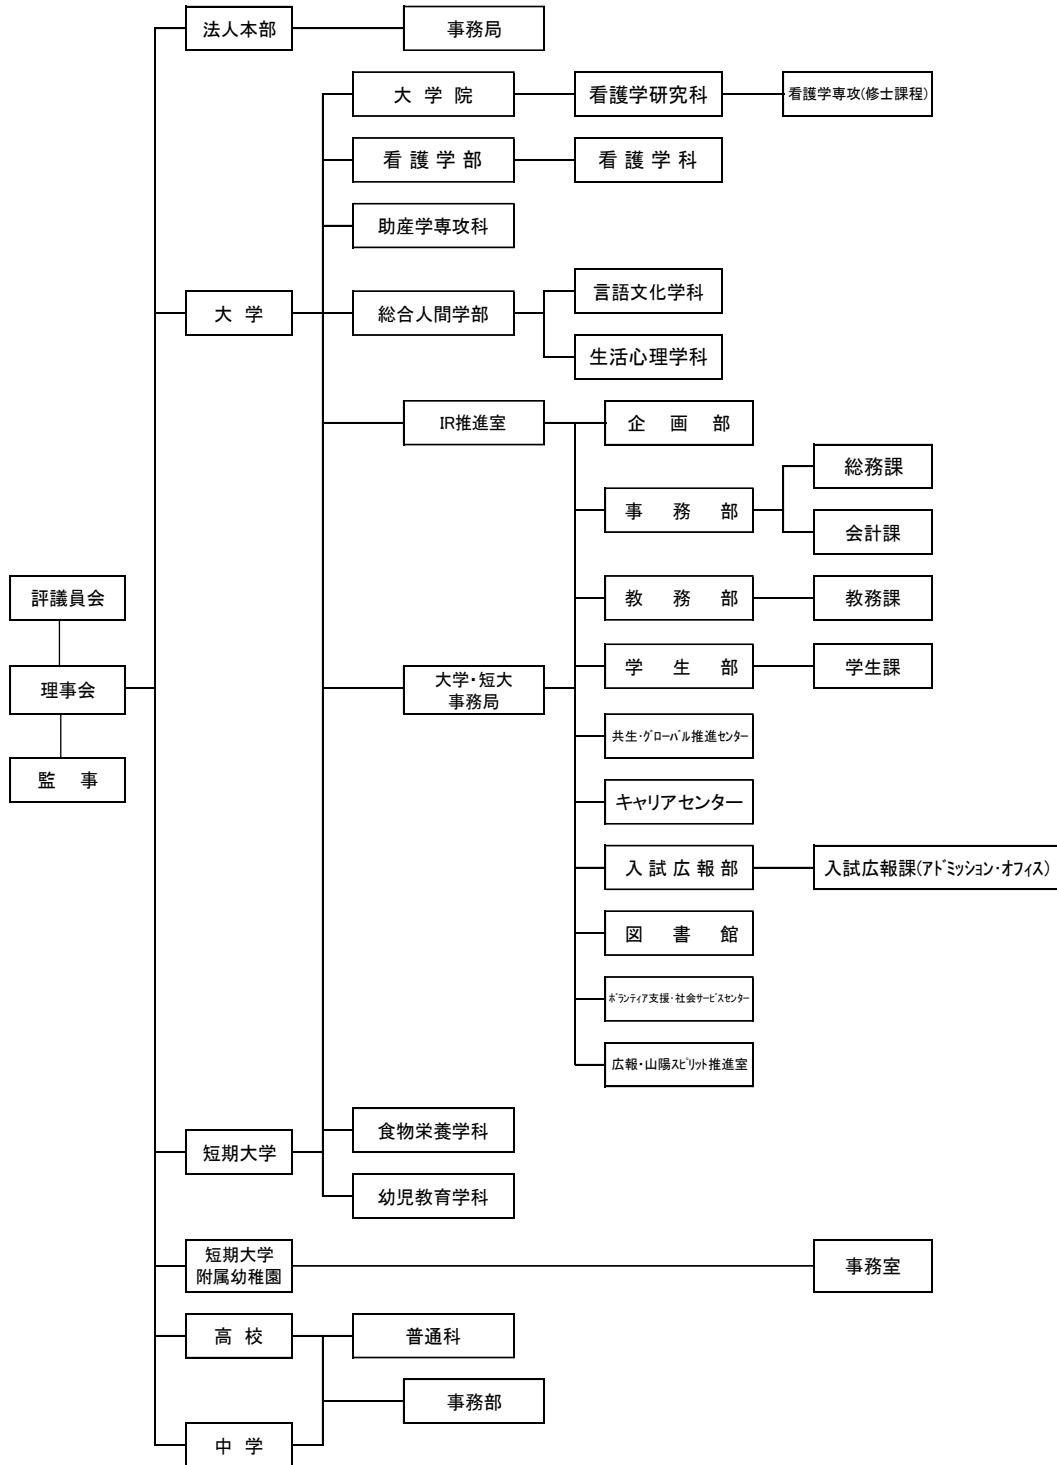 法人本部
事務局
大学院
看護学研究科
看護学専攻(修士課程)
看護学部
看護学科
助産学専攻科
言語文化学科
大学
総合人間学部
生活心理学科
IR推進室
企画部
総務課
事務部
会計課
評議員会
教務部
教務課
理事会
大学・短大
事務局
学生部
学生課
共生・グローバル推進センター
監事
キャリアセンター
入試広報部
入試広報課(アドミッション・オフィス)
図書館
ボランティア支援・社会サービスセンター
広報・山陽スピリット推進室
食物栄養学科
短期大学
幼児教育学科
短期大学
附属幼稚園
事務室
高校
普通科
事務部
中学